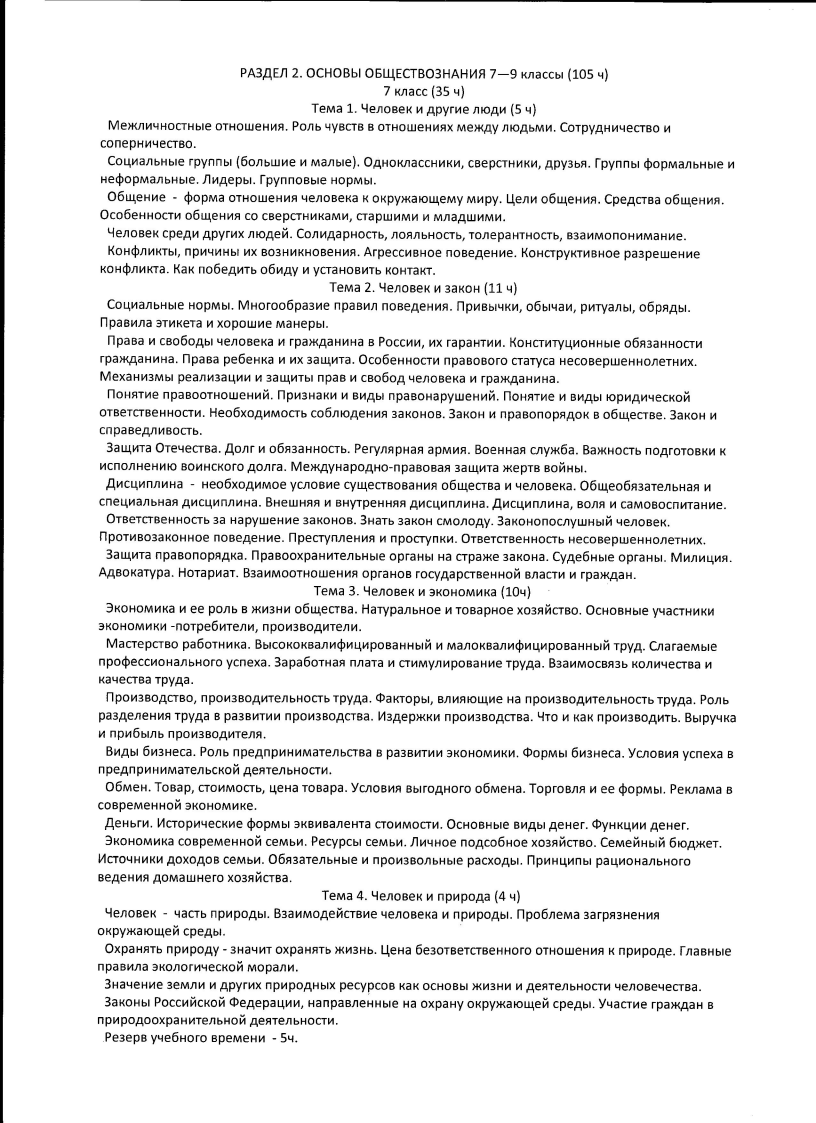 РАЗДЕЛ 2. ОСНОВЫ ОБЩЕСТВОЗНАНИЯ 7—9 классы (105 ч)
7 класс (35 ч)
Тема 1. Человек и другие люди (5 ч)
Межличностные отношения. Роль чувств в отношениях между людьми. Сотрудничество и
соперничество.
Социальные группы (большие и малые). Одноклассники, сверстники, друзья. Группы формальные и
неформальные. Лидеры. Групповые нормы.
Общение - форма отношения человека к окружающему миру. Цели общения. Средства общения.
Особенности общения со сверстниками, старшими и младшими.
Человек среди других людей. Солидарность, лояльность, толерантность, взаимопонимание.
Конфликты, причины их возникновения. Агрессивное поведение. Конструктивное разрешение
конфликта. Как победить обиду и установить контакт.
Тема 2. Человек и закон (11 ч)
Социальные нормы. Многообразие правил поведения. Привычки, обычаи, ритуалы, обряды.
Правила этикета и хорошие манеры.
Права и свободы человека и гражданина в России, их гарантии. Конституционные обязанности
гражданина. Права ребенка и их защита. Особенности правового статуса несовершеннолетних.
Механизмы реализации и защиты прав и свобод человека и гражданина.
Понятие правоотношений. Признаки и виды правонарушений. Понятие и виды юридической
ответственности. Необходимость соблюдения законов. Закон и правопорядок в обществе. Закон и
справедливость.
Защита Отечества. Долг и обязанность. Регулярная армия. Военная служба. Важность подготовки к
исполнению воинского долга. Международно-правовая защита жертв войны.
Дисциплина - необходимое условие существования общества и человека. Общеобязательная и
специальная дисциплина. Внешняя и внутренняя дисциплина. Дисциплина, воля и самовоспитание.
Ответственность за нарушение законов. Знать закон смолоду. Законопослушный человек.
Противозаконное поведение. Преступления и проступки. Ответственность несовершеннолетних.
Защита правопорядка. Правоохранительные органы на страже закона. Судебные органы. Милиция.
Адвокатура. Нотариат. Взаимоотношения органов государственной власти и граждан.
Тема 3. Человек и экономика (10ч)
Экономика и ее роль в жизни общества. Натуральное и товарное хозяйство. Основные участники
экономики -потребители, производители.
Мастерство работника. Высококвалифицированный и малоквалифицированный труд. Слагаемые
профессионального успеха. Заработная плата и стимулирование труда. Взаимосвязь количества и
качества труда.
Производство, производительность труда. Факторы, влияющие на производительность труда. Роль
разделения труда в развитии производства. Издержки производства. Что и как производить. Выручка
и прибыль производителя.
Виды бизнеса. Роль предпринимательства в развитии экономики. Формы бизнеса. Условия успеха в
предпринимательской деятельности.
Обмен. Товар, стоимость, цена товара. Условия выгодного обмена. Торговля и ее формы. Реклама в
современной экономике.
Деньги. Исторические формы эквивалента стоимости. Основные виды денег. Функции денег.
Экономика современной семьи. Ресурсы семьи. Личное подсобное хозяйство. Семейный бюджет.
Источники доходов семьи. Обязательные и произвольные расходы. Принципы рационального
ведения домашнего хозяйства.
Тема 4. Человек и природа (4 ч)
Человек - часть природы. Взаимодействие человека и природы. Проблема загрязнения
окружающей среды.
Охранять природу - значит охранять жизнь. Цена безответственного отношения к природе. Главные
правила экологической морали.
Значение земли и других природных ресурсов как основы жизни и деятельности человечества.
Законы Российской Федерации, направленные на охрану окружающей среды. Участие граждан в
природоохранительной деятельности.
Резерв учебного времени - 5ч.